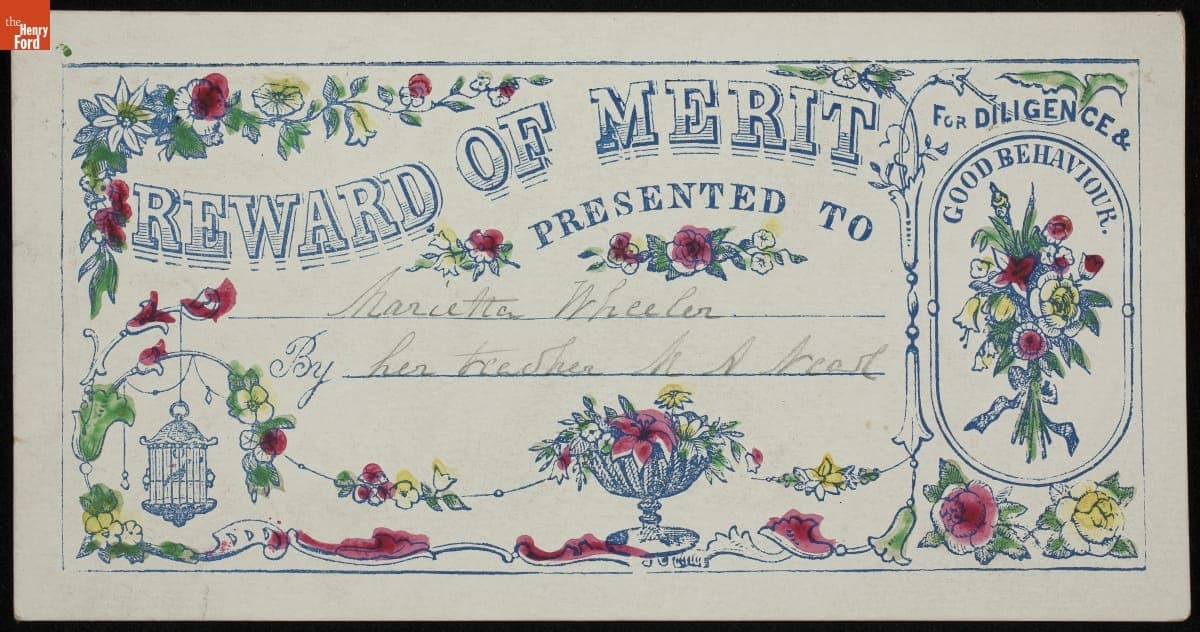 the
Henry
Ford
REWARD OF MERIT
PRESENTED TO
Marietta Wheeler
By her teacher M A
FOR DILIGENCE &
GOOD BEHAVIOUR.